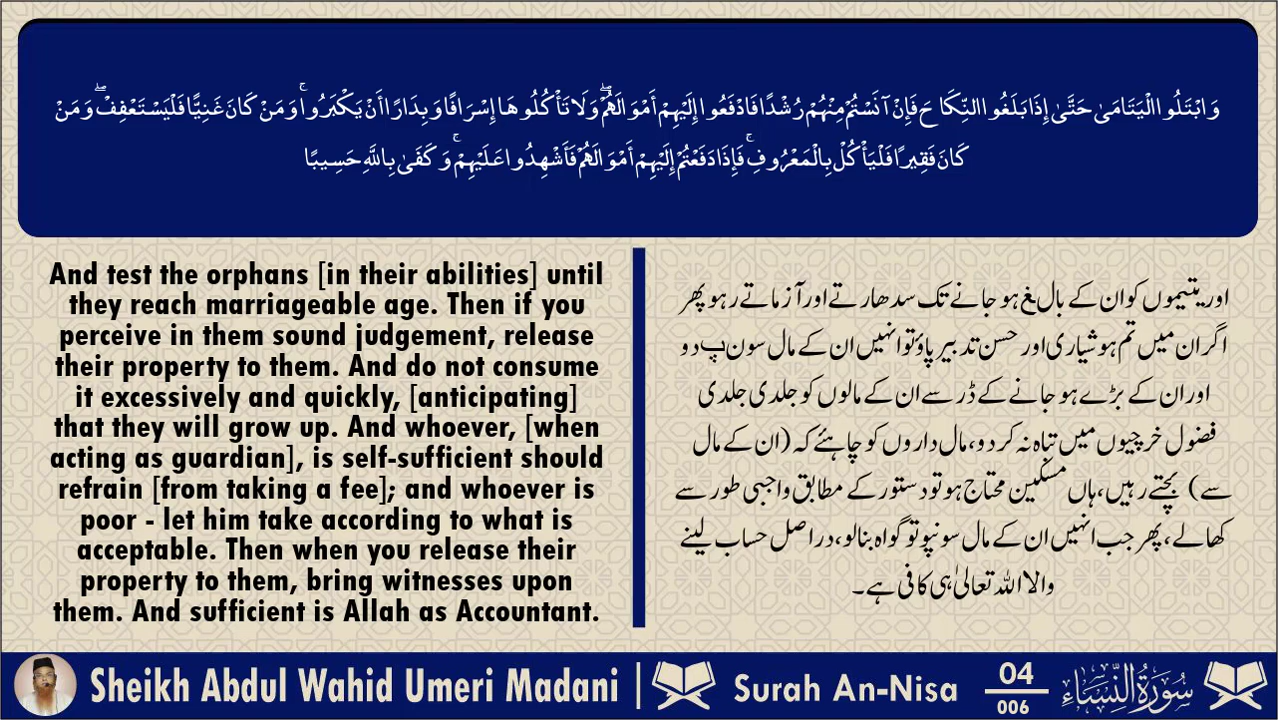 وَابْتَلُوا الْيَتَامَىٰ حَتَّىٰ إِذَا بَلَغُوا النِّكَاحَ فَإِنْ آنَسْتُمْ مِنْهُمْ رُشْدًا فَادْفَعُوا إِلَيْهِمْ أَمْوَالَهُمْ ۖ وَلَا تَأْكُلُوهَا إِسْرَافًا وَبِدَارًا أَنْ يَكْبَرُوا ۚ وَمَنْ كَانَ غَنِيًّا فَلْيَسْتَعْفِفْ ۖ وَمَنْ
كَانَ فَقِيرًا فَلْيَأْكُلْ بِالْمَعْرُوفِ ۚ فَإِذَا دَفَعْتُمْ إِلَيْهِمْ أَمْوَالَهُمْ فَأَشْهِدُوا عَلَيْهِمْ ۚ وَكَفَىٰ بِاللَّهِ حَسِيبًا
And test the orphans [in their abilities] until
they reach marriageable age. Then if you
perceive in them sound judgement, release
their property to them. And do not consume
it excessively and quickly, [anticipating]
that they will grow up. And whoever, [when
acting as guardian], is self-sufficient should
refrain [from taking a fee]; and whoever is
poor - let him take according to what is
acceptable. Then when you release their
property to them, bring witnesses upon
them. And sufficient is Allah as Accountant.
اور یتیموں کو ان کے بالغ ہو جانے تک سدھارتے اور آزماتے رہو پھر
اگر ان میں تم ہوشیاری اور حسن تدبیر پاؤ تو انہیں ان کے مال سونپ دو
اور ان کے بڑے ہو جانے کے ڈر سے ان کے مالوں کو جلدی جلدی
فضول خرچیوں میں تباه نہ کر دو، مال داروں کو چاہئے کہ (ان کے مال
سے) بچتے رہیں، ہاں مسکین محتاج ہو تو دستور کے مطابق واجبی طور سے
کھالے، پھر جب انہیں ان کے مال سونپو تو گواه بنا لو، دراصل حساب لینے
والا اللہ تعالیٰ ہی کافی ہے۔
Sheikh Abdul Wahid Umeri Madani | Surah An-Nisa 04
006
سُورَةُ النِّسَاءِ